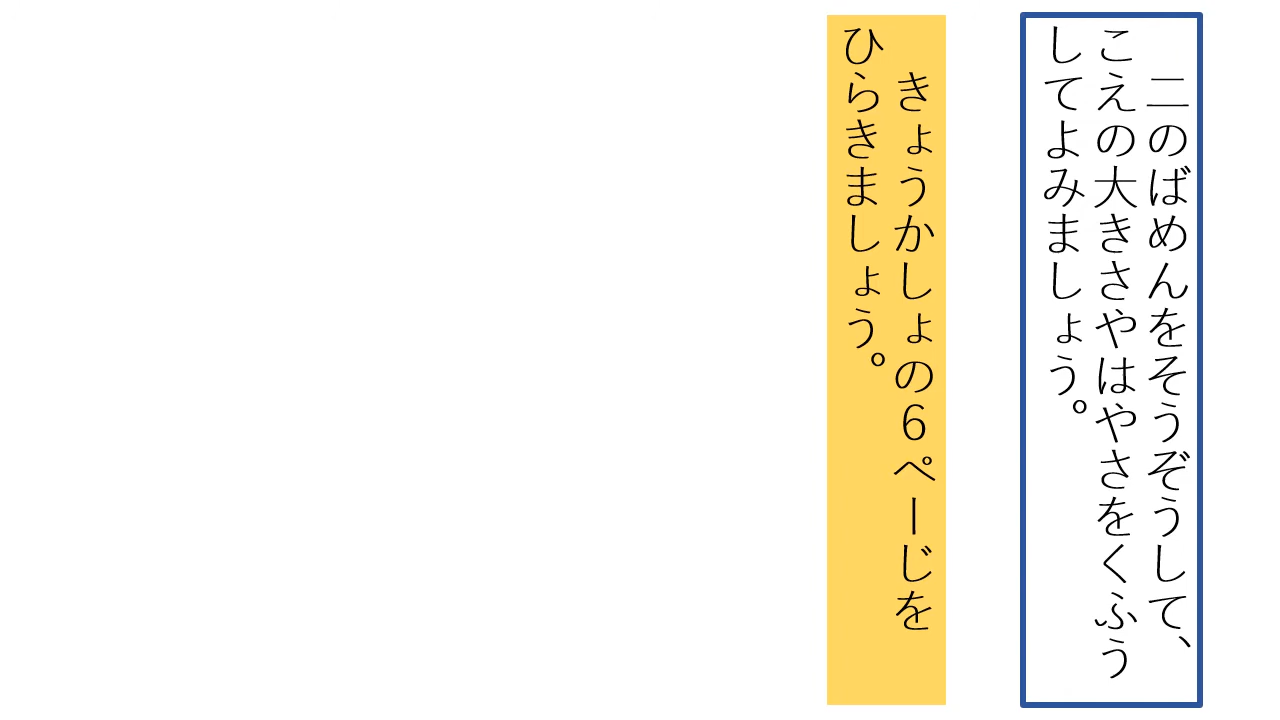 二のばめんをそうぞうして、
こえの大きさやはやさをくふう
してよみましょう。
きょうかしょの６ぺーじを
ひらきましょう。